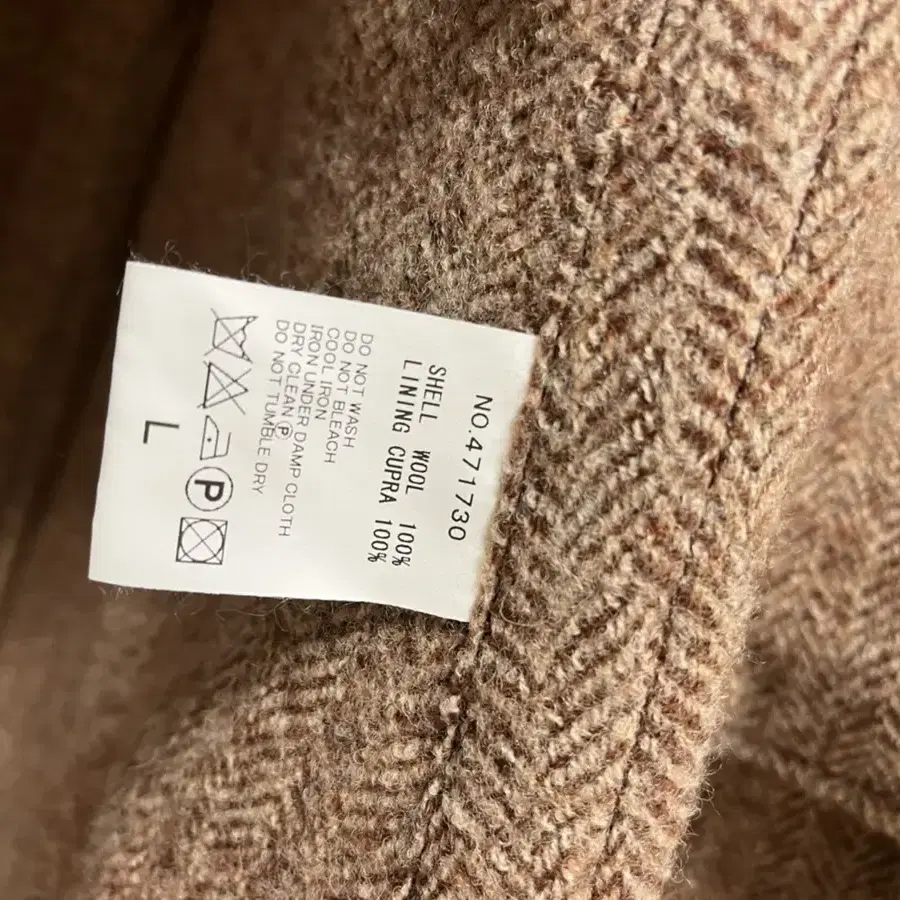 NO.471730
SHELL WOOL 100%
LINING CUPRA 100%
DO NOT WASH
DO NOT BLEACH
COOL IRON
IRON UNDER DAMP CLOTH
DRY CLEAN Ⓟ
DO NOT TUMBLE DRY
P
L